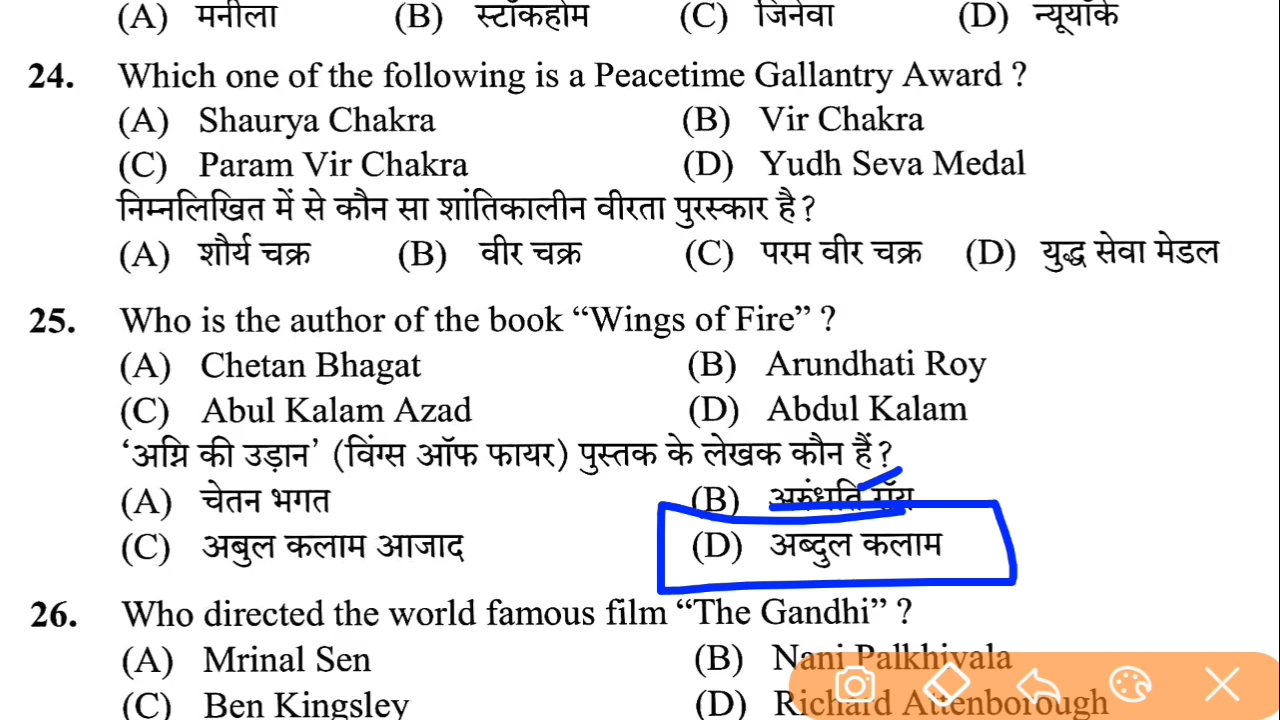 (A) मनीला (B) स्टॉकहोम (C) जिनेवा (D) न्यूयॉर्क
24. Which one of the following is a Peacetime Gallantry Award ?
(A) Shaurya Chakra (B) Vir Chakra
(C) Param Vir Chakra (D) Yudh Seva Medal
निम्नलिखित में से कौन सा शांतिकालीन वीरता पुरस्कार है?
(A) शौर्य चक्र (B) वीर चक्र (C) परम वीर चक्र (D) युद्ध सेवा मेडल
25. Who is the author of the book “Wings of Fire” ?
(A) Chetan Bhagat (B) Arundhati Roy
(C) Abul Kalam Azad (D) Abdul Kalam
‘अग्नि की उड़ान’ (विंग्स ऑफ फायर) पुस्तक के लेखक कौन हैं?
(A) चेतन भगत (B) अरुंधति रॉय
(C) अबुल कलाम आजाद (D) अब्दुल कलाम
26. Who directed the world famous film “The Gandhi” ?
(A) Mrinal Sen (B) Nani Palkhivala
(C) Ben Kingsley (D) Richard Attenborough